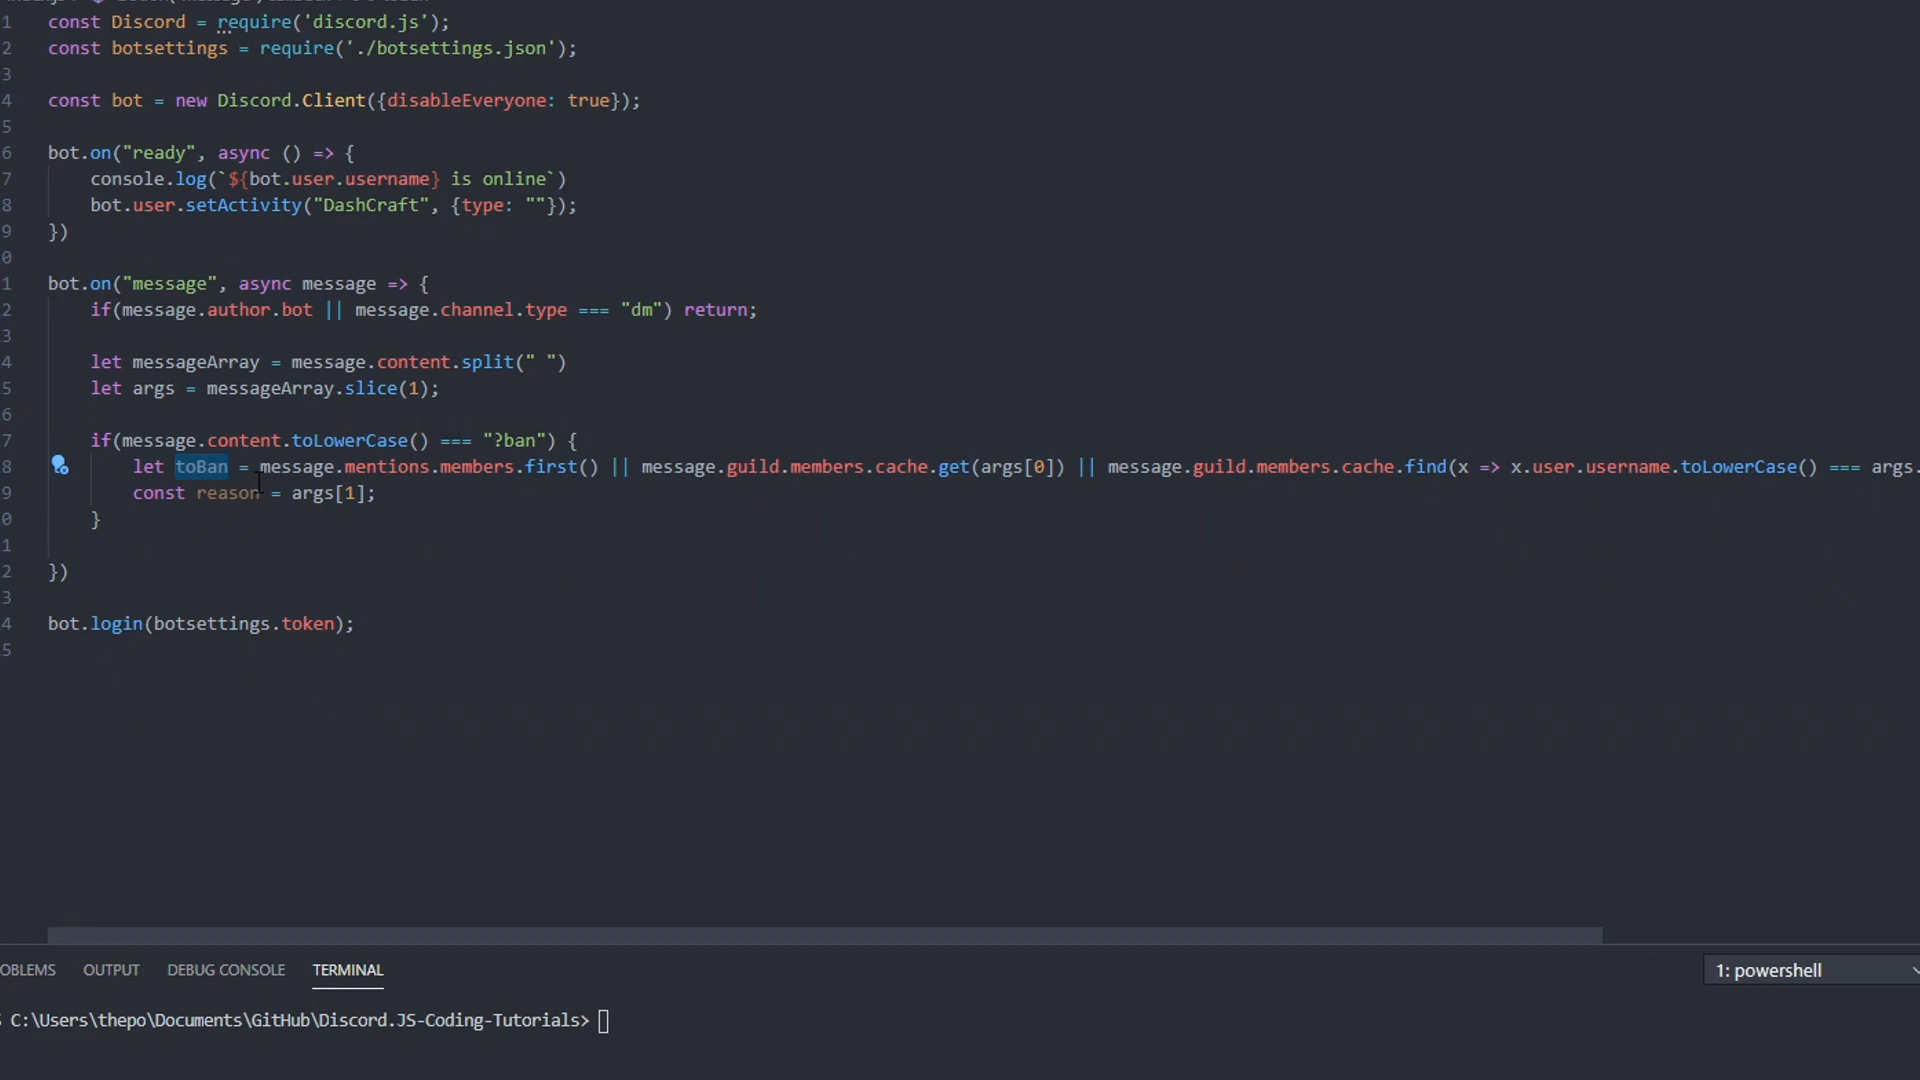 1 const Discord = require('discord.js');
2 const botsettings = require('./botsettings.json');
3
4 const bot = new Discord.Client({disableEveryone: true});
5
6 bot.on("ready", async () => {
7 console.log(`${bot.user.username} is online`)
8 bot.user.setActivity("DashCraft", {type: ""});
9 })
0
1 bot.on("message", async message => {
2 if(message.author.bot || message.channel.type === "dm") return;
3
4 let messageArray = message.content.split(" ")
5 let args = messageArray.slice(1);
6
7 if(message.content.toLowerCase() === "?ban") {
8 let toBan = message.mentions.members.first() || message.guild.members.cache.get(args[0]) || message.guild.members.cache.find(x => x.user.username.toLowerCase() === args.
9 const reason = args[1];
0 }
1
2 })
3
4 bot.login(botsettings.token);
5
OBLEMS OUTPUT DEBUG CONSOLE TERMINAL 1: powershell
C:\Users\thepo\Documents\GitHub\Discord.JS-Coding-Tutorials>